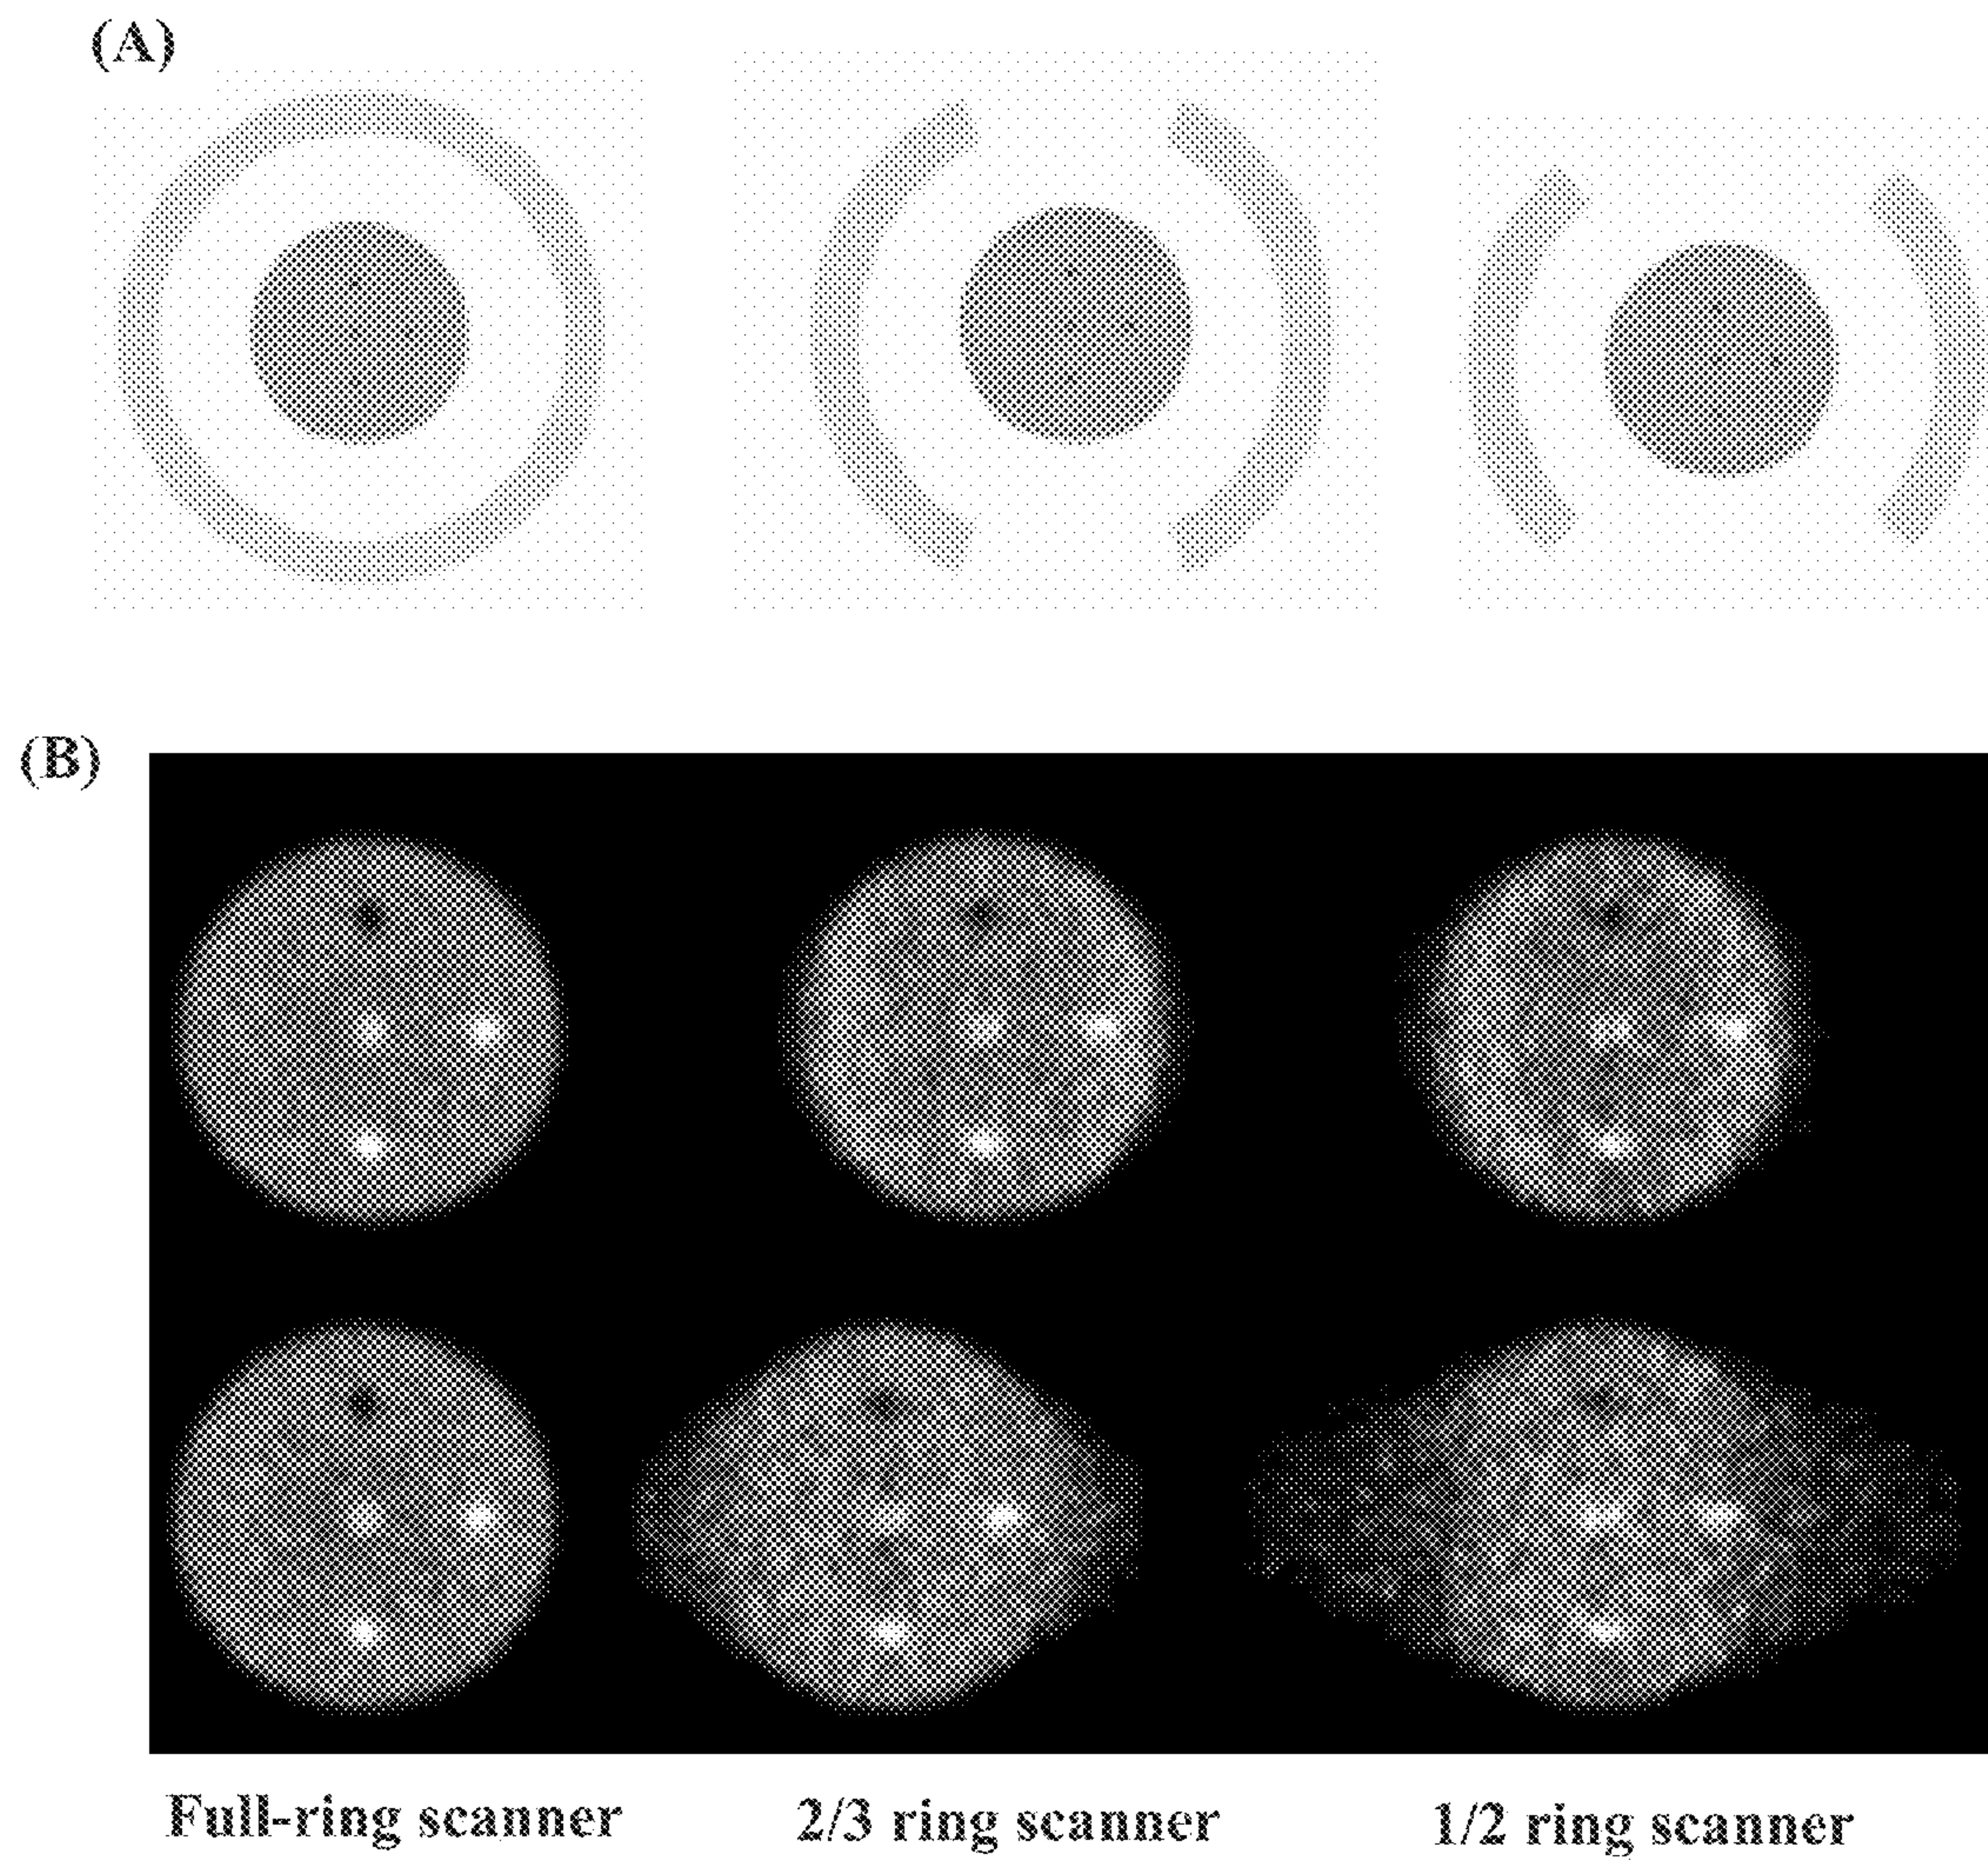 (A)
(B)
Full-ring scanner
2/3 ring scanner
1/2 ring scanner